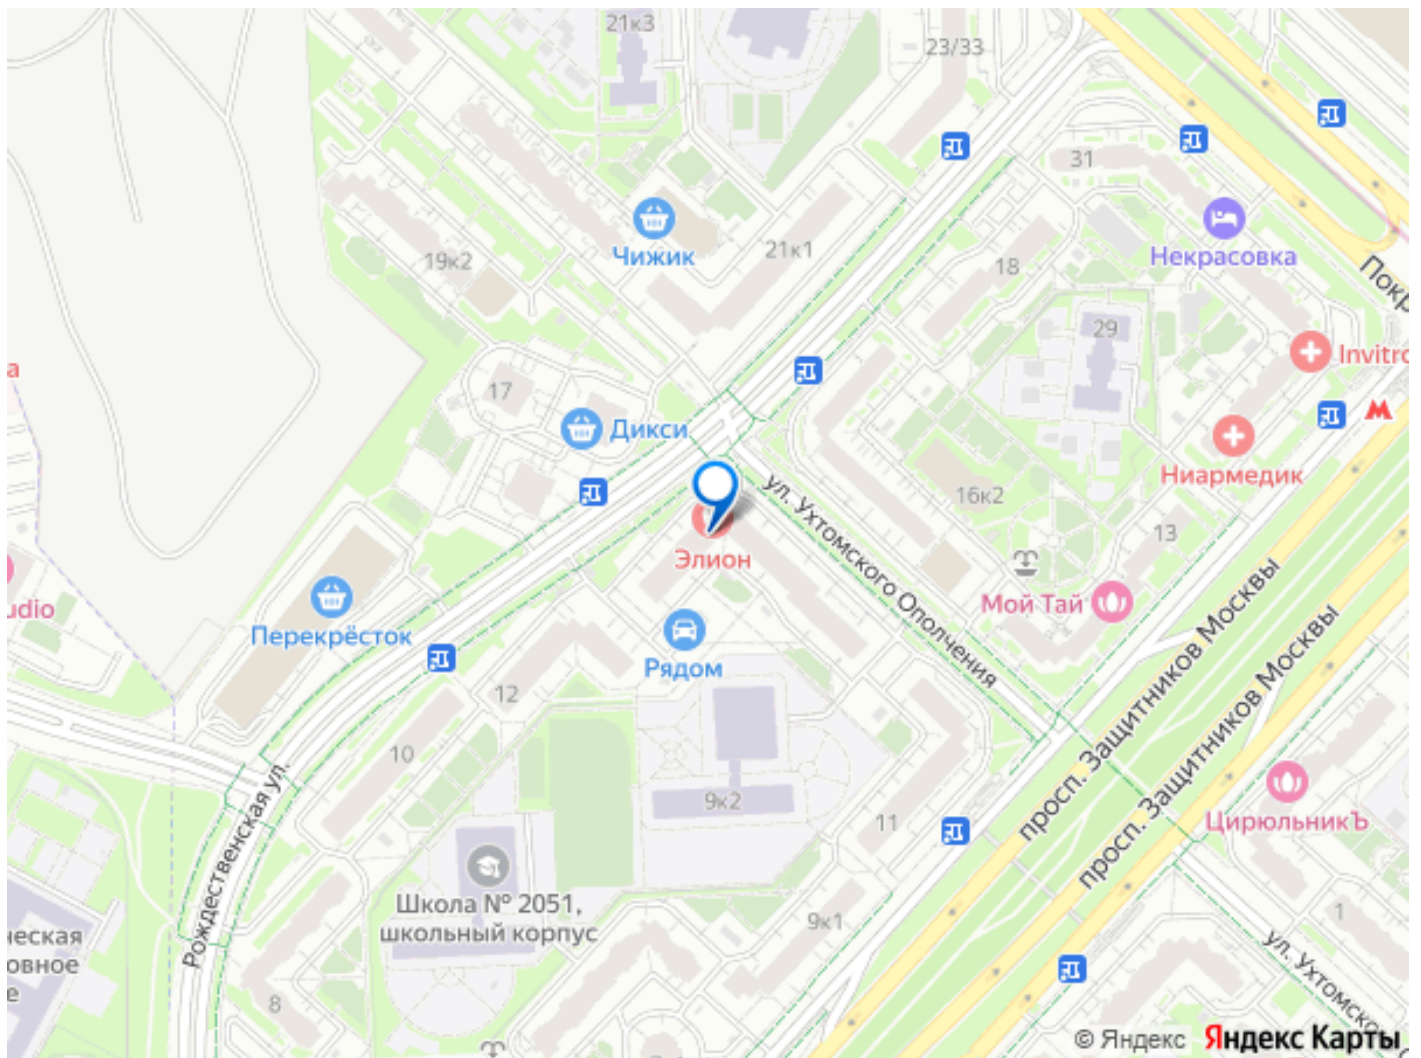 21к3
23/33
31
Чижик
21к1
19к2
18
Некрасовка
Покр
29
Invitro
а
17
Дикси
Ниармедик
ул. Ухтомского Ополчения
16к2
13
Элион
Мой Тай
udio
Перекрёсток
Рядом
12
10
9к2
11
просп. Защитников Москвы
просп. Защитников Москвы
ЦирюльникЪ
Рождественская ул.
Школа № 2051,
школьный корпус
9к1
1
ул. Ухтомско
ческая
овное
е
8
© Яндекс Яндекс Карты